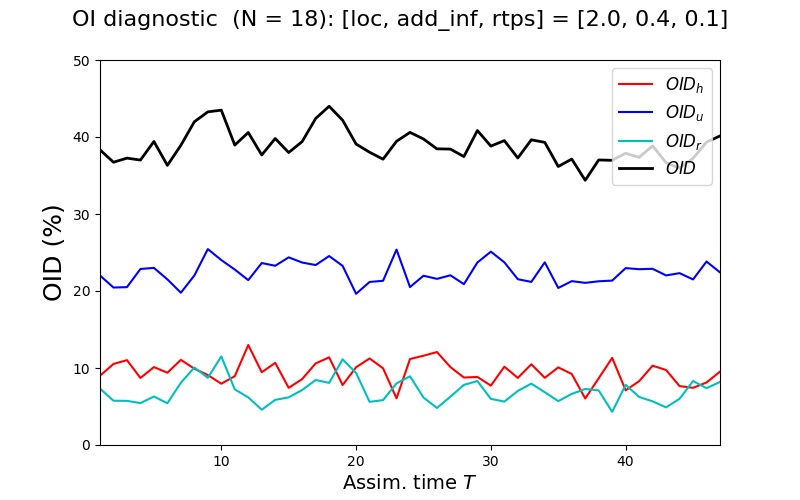 OI diagnostic (N = 18): [loc, add_inf, rtps] = [2.0, 0.4, 0.1]
50
40
30
20
10
0
OID (%)
10 20 30 40
Assim. time T
OID_h
OID_u
OID_r
OID